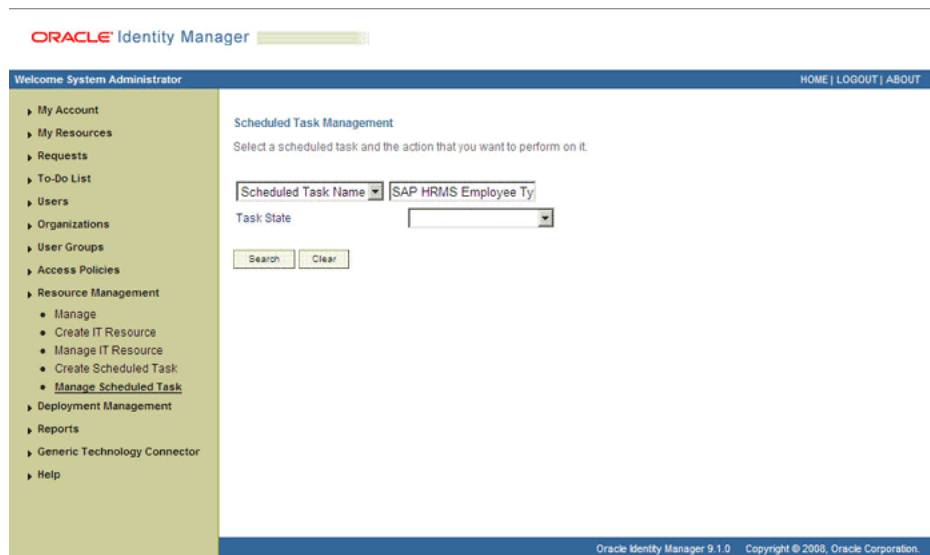 ORACLE Identity Manager
Welcome System Administrator
HOME | LOGOUT | ABOUT
My Account
My Resources
Requests
To-Do List
Users
Organizations
User Groups
Access Policies
Resource Management
Manage
Create IT Resource
Manage IT Resource
Create Scheduled Task
Manage Scheduled Task
Deployment Management
Reports
Generic Technology Connector
Help
Scheduled Task Management
Select a scheduled task and the action that you want to perform on it.
Scheduled Task Name SAP HRMS Employee Ty
Task State
Search Clear
Oracle Identity Manager 9.1.0 Copyright © 2008, Oracle Corporation.